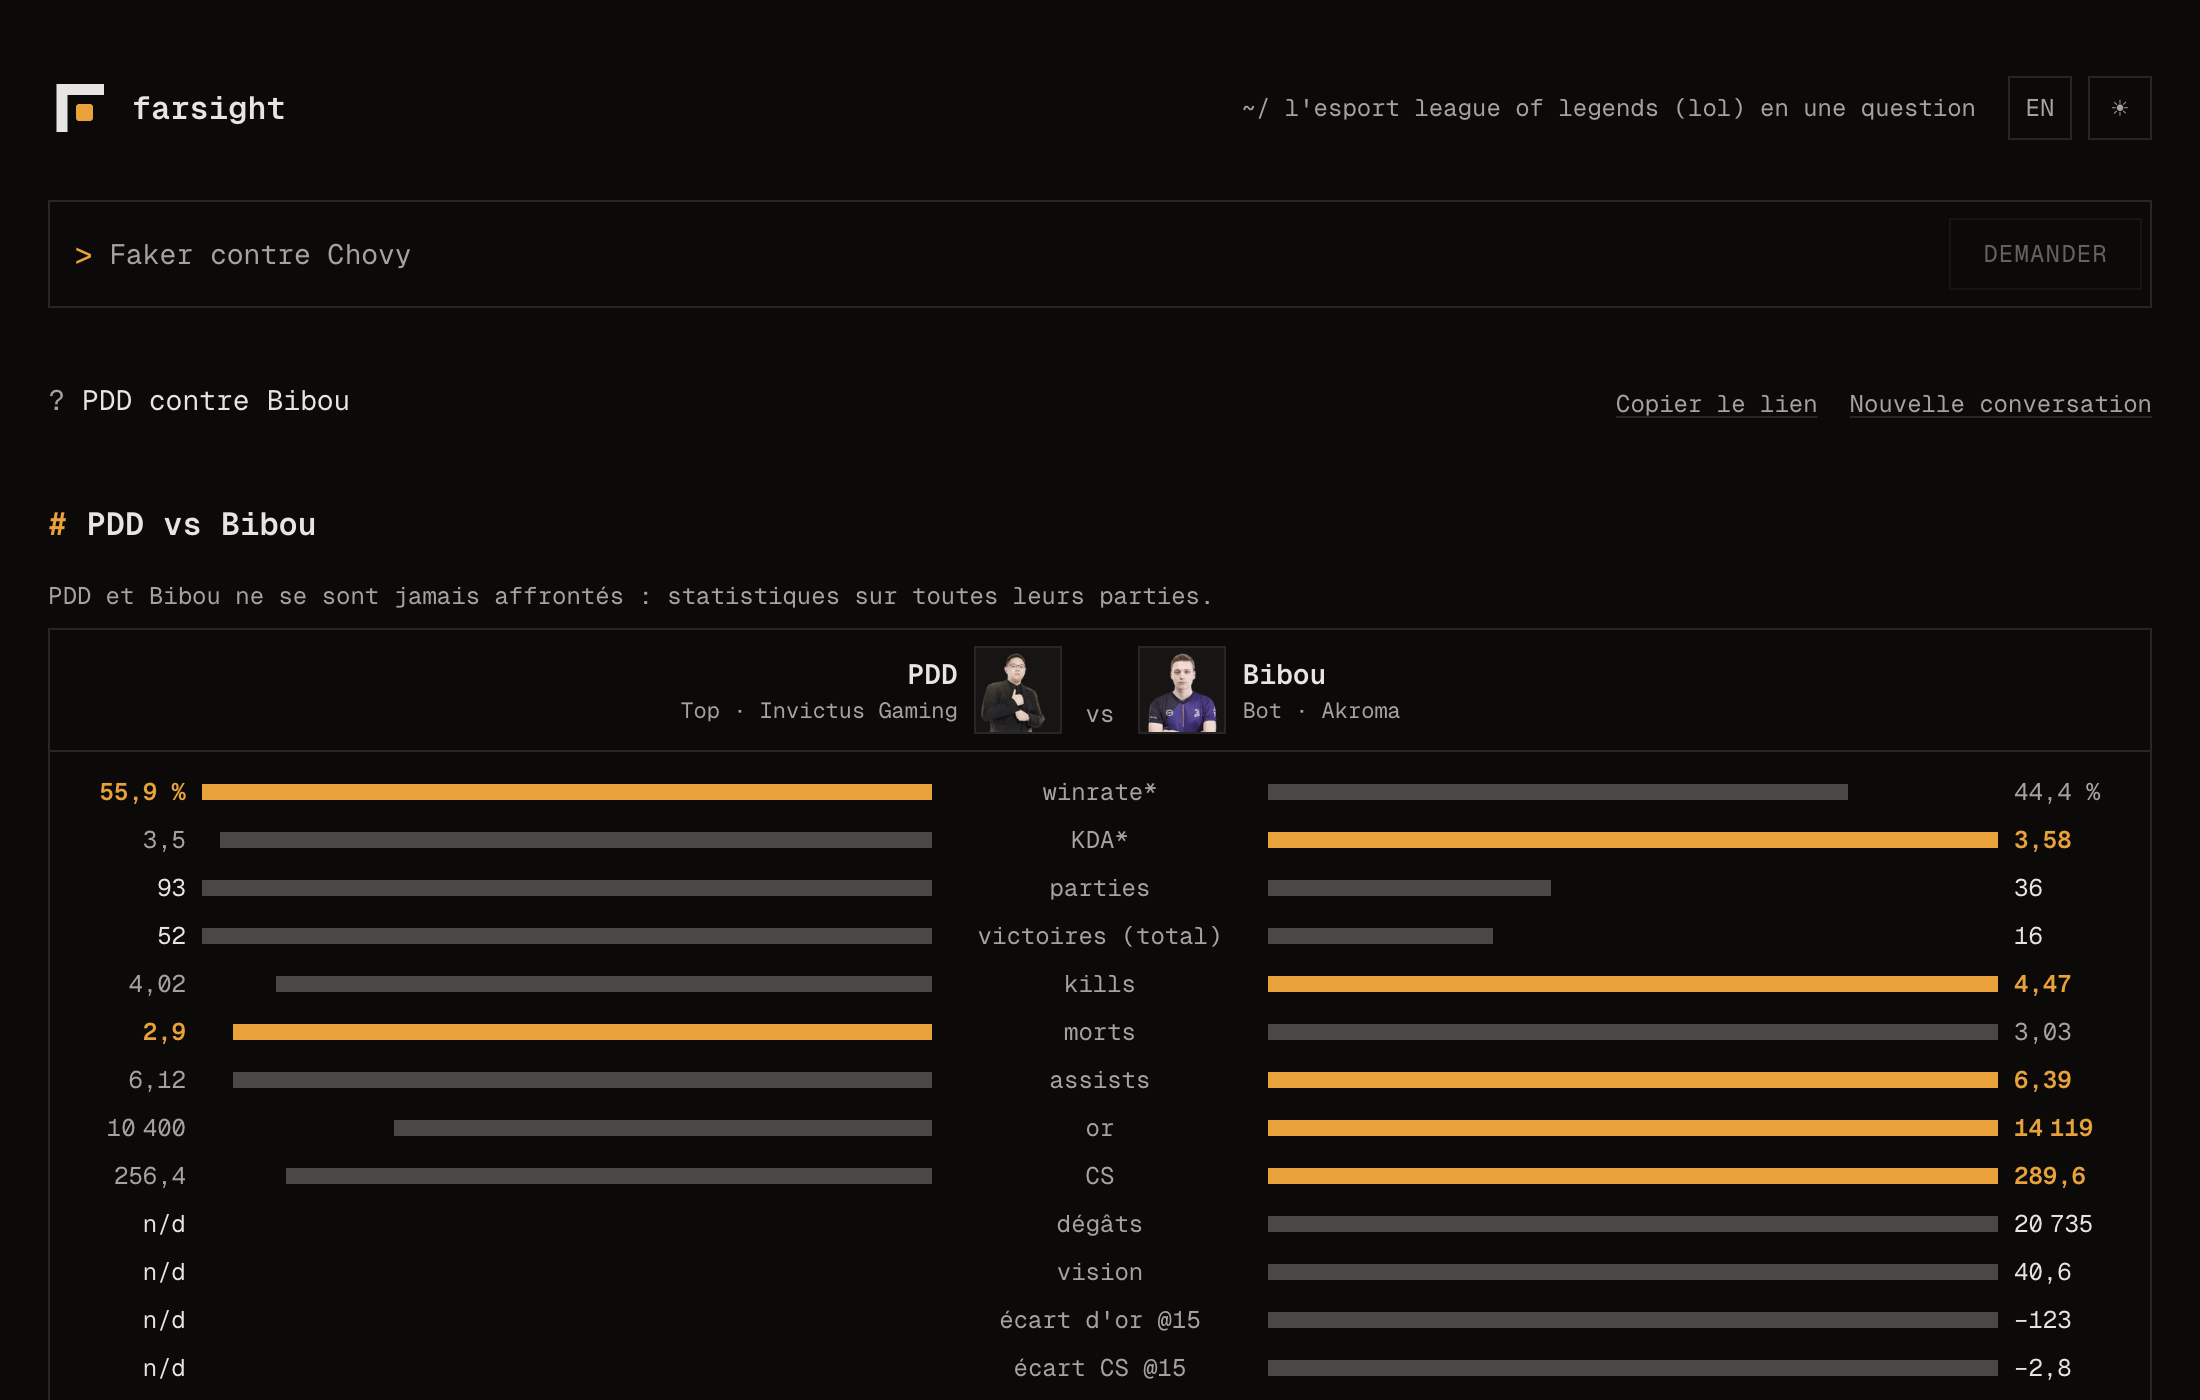 farsight
~/ l'esport league of legends (lol) en une question
EN
☀
> Faker contre Chovy
DEMANDER
? PDD contre Bibou
Copier le lien
Nouvelle conversation
# PDD vs Bibou
PDD et Bibou ne se sont jamais affrontés : statistiques sur toutes leurs parties.
PDD
Top · Invictus Gaming
vs
Bibou
Bot · Akroma
55,9 % winrate* 44,4 %
3,5 KDA* 3,58
93 parties 36
52 victoires (total) 16
4,02 kills 4,47
2,9 morts 3,03
6,12 assists 6,39
10 400 or 14 119
256,4 CS 289,6
n/d dégâts 20 735
n/d vision 40,6
n/d écart d'or @15 −123
n/d écart CS @15 −2,8